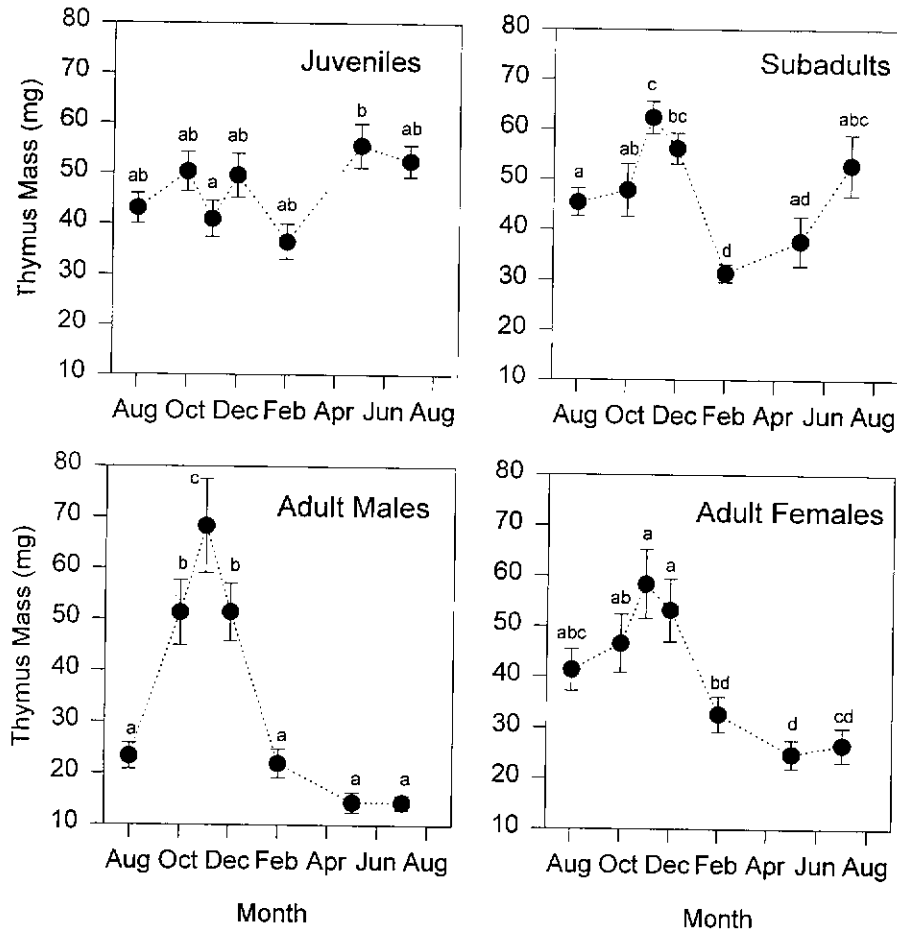 80
70
60
50
40
30
20
10
Thymus Mass (mg)
Juveniles
ab
ab
a
ab
ab
b
ab
Aug Oct Dec Feb Apr Jun Aug
80
70
60
50
40
30
20
10
Subadults
a
ab
c
bc
d
ad
abc
Aug Oct Dec Feb Apr Jun Aug
80
70
60
50
40
30
20
10
Thymus Mass (mg)
Adult Males
a
b
c
b
a
a
a
Aug Oct Dec Feb Apr Jun Aug
Month
80
70
60
50
40
30
20
10
Adult Females
abc
ab
a
a
bd
d
cd
Aug Oct Dec Feb Apr Jun Aug
Month